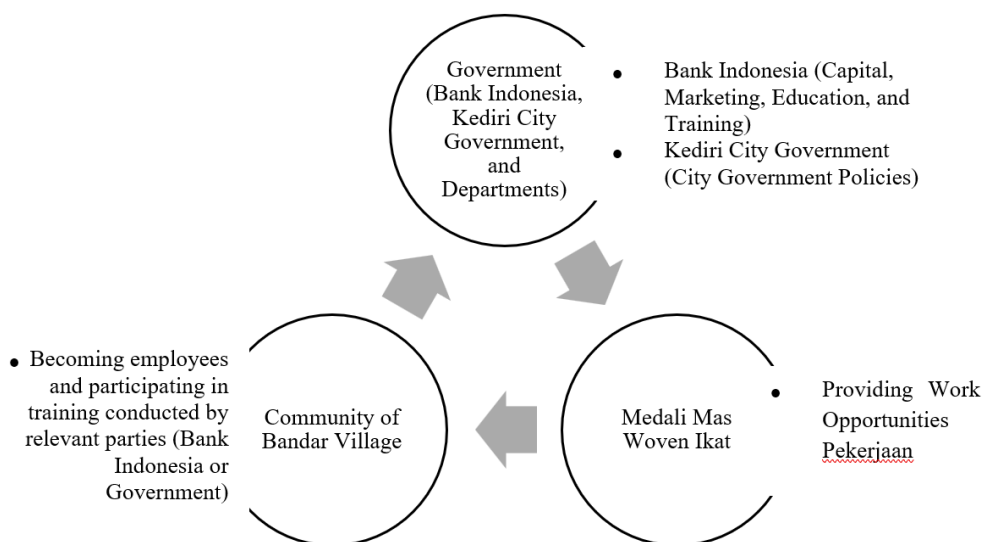 Government
(Bank Indonesia,
Kediri City
Government,
and
Departments)
• Bank Indonesia (Capital,
Marketing, Education, and
Training)
• Kediri City Government
(City Government Policies)
• Becoming employees
and participating in
training conducted by
relevant parties (Bank
Indonesia or
Government)
Community of
Bandar Village
Medali Mas
Woven Ikat
• Providing Work
Opportunities
Pekerjaan